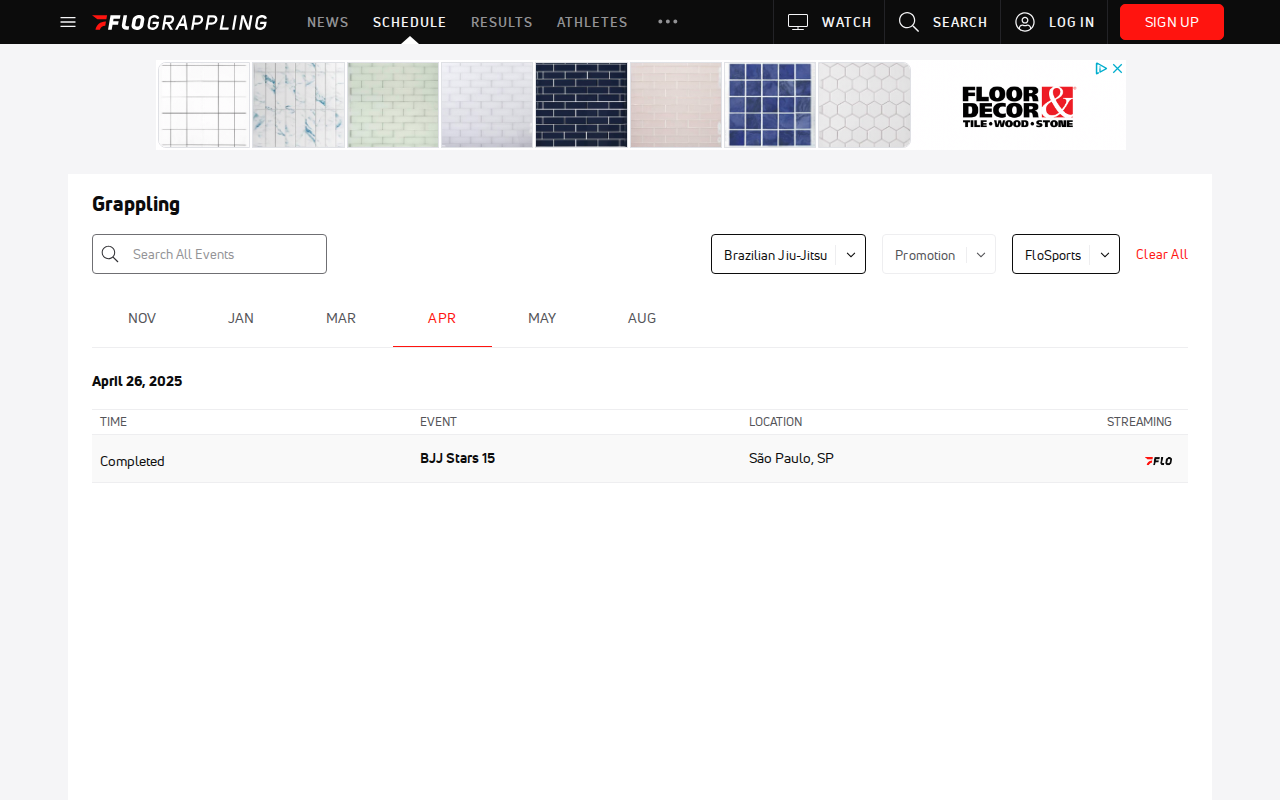 FLOGRAPPLING NEWS SCHEDULE RESULTS ATHLETES WATCH SEARCH LOG IN SIGN UP
FLOOR &
DECOR
TILE • WOOD • STONE
Grappling
Search All Events Brazilian Jiu-Jitsu Promotion FloSports Clear All
NOV JAN MAR APR MAY AUG
April 26, 2025
TIME EVENT LOCATION STREAMING
Completed BJJ Stars 15 São Paulo, SP FLO